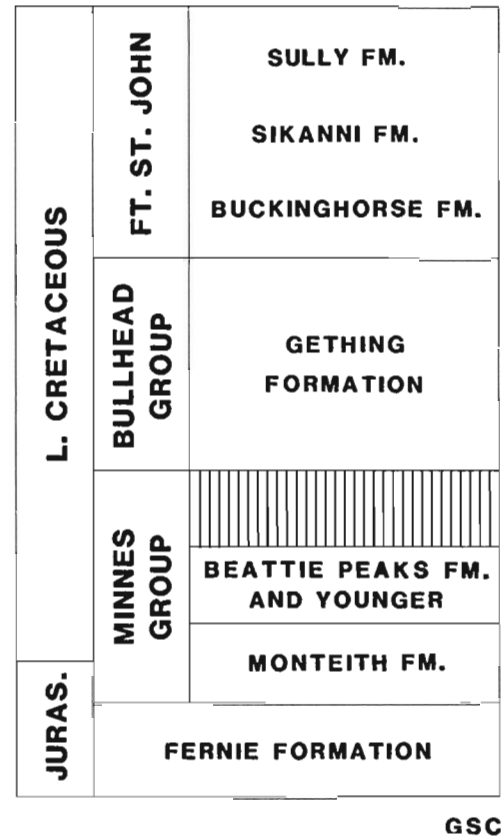 L. CRETACEOUS
JURAS.
FT. ST. JOHN
SULLY FM.
SIKANNI FM.
BUCKINGHORSE FM.
BULLHEAD
GROUP
GETHING
FORMATION
MINNES
GROUP
BEATTIE PEAKS FM.
AND YOUNGER
MONTEITH FM.
FERNIE FORMATION
GSC